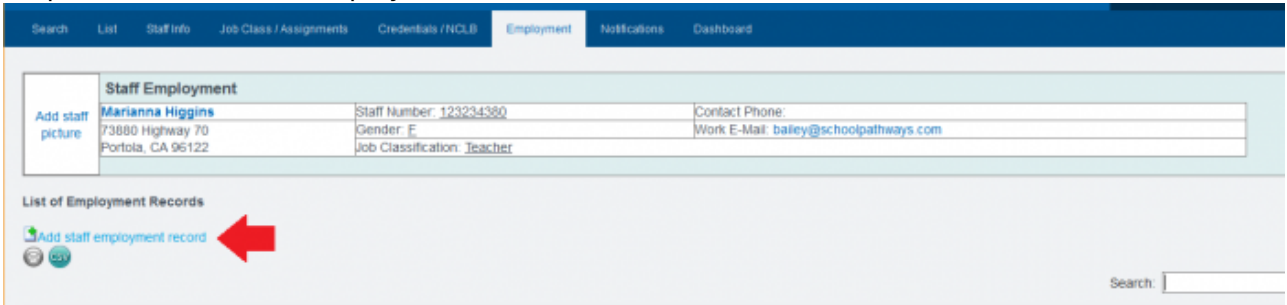 Search List Staff Info Job Class / Assignments Credentials / NCLB Employment Notifications Dashboard
Staff Employment
Add staff picture
Marianna Higgins Staff Number: 123234380 Contact Phone:
73880 Highway 70 Gender: F Work E-Mail: bailey@schoolpathways.com
Portola, CA 96122 Job Classification: Teacher
List of Employment Records
Add staff employment record
CSV
Search: